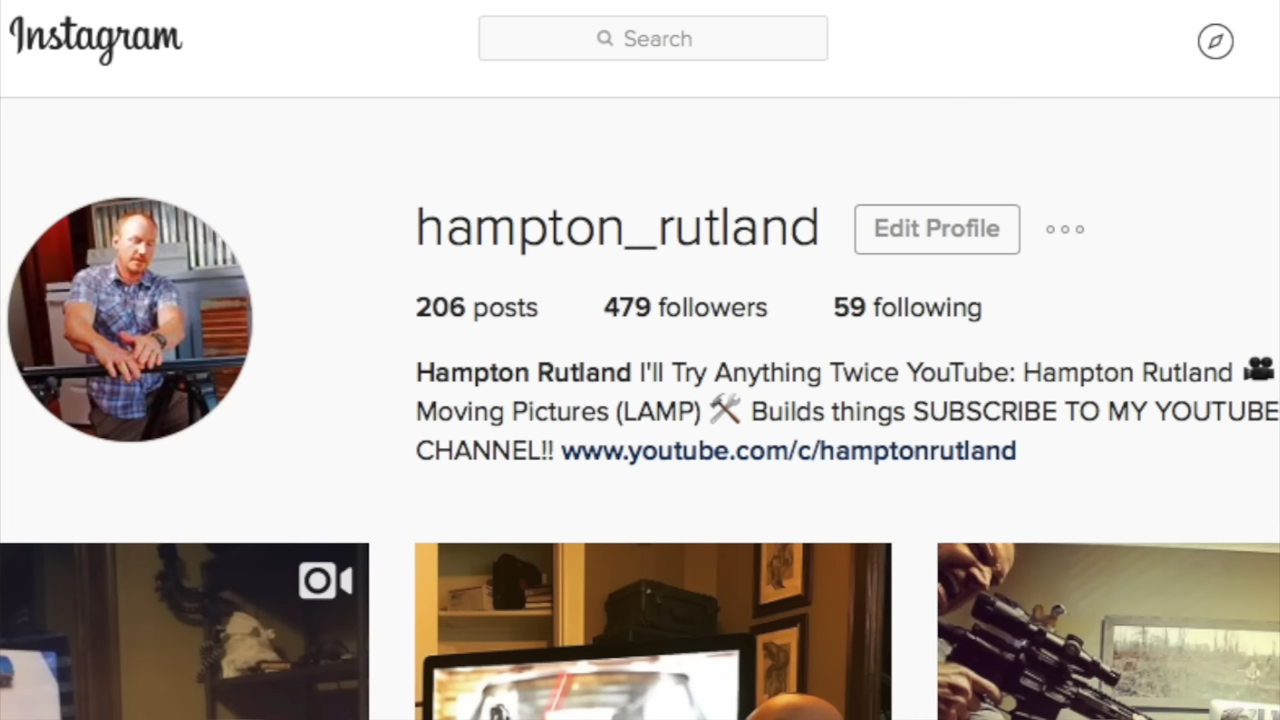 Instagram
Search
hampton_rutland
Edit Profile
206 posts 479 followers 59 following
Hampton Rutland I'll Try Anything Twice YouTube: Hampton Rutland 🎥
Moving Pictures (LAMP) 🛠 Builds things SUBSCRIBE TO MY YOUTUBE
CHANNEL!! www.youtube.com/c/hamptonrutland